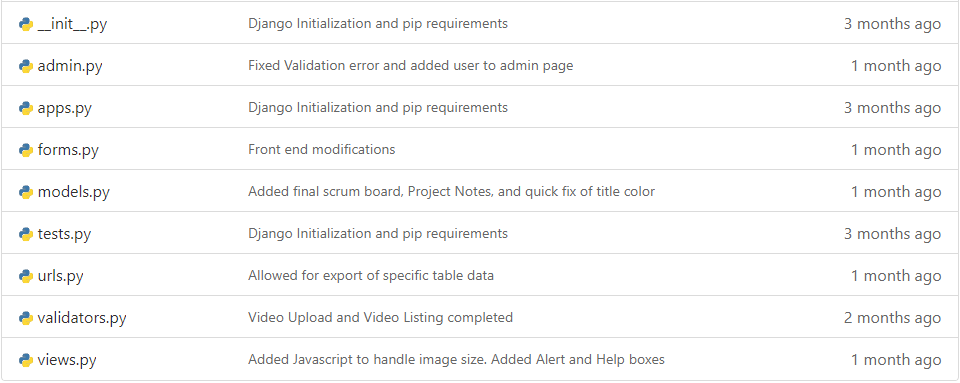 __init__.py Django Initialization and pip requirements 3 months ago
admin.py Fixed Validation error and added user to admin page 1 month ago
apps.py Django Initialization and pip requirements 3 months ago
forms.py Front end modifications 1 month ago
models.py Added final scrum board, Project Notes, and quick fix of title color 1 month ago
tests.py Django Initialization and pip requirements 3 months ago
urls.py Allowed for export of specific table data 1 month ago
validators.py Video Upload and Video Listing completed 2 months ago
views.py Added Javascript to handle image size. Added Alert and Help boxes 1 month ago